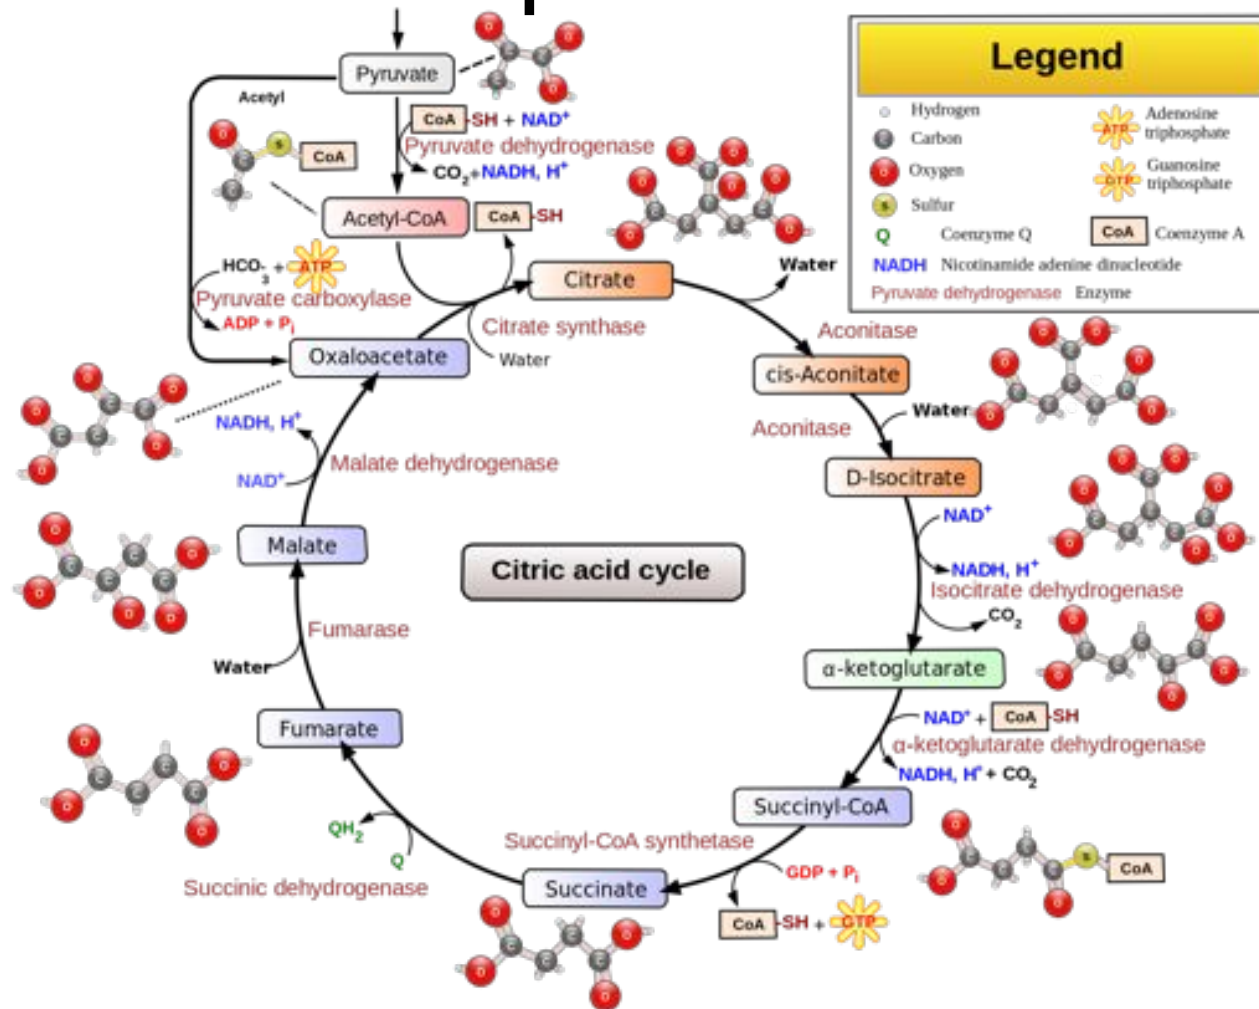 Pyruvate
Acetyl
CoA -SH + NAD⁺
Pyruvate dehydrogenase
CO₂+NADH, H⁺
S CoA
Acetyl-CoA
CoA -SH
HCO₃⁻ + ATP
Pyruvate carboxylase
ADP + Pᵢ
Oxaloacetate
Citrate synthase
Water
Citrate
Water
Aconitase
cis-Aconitate
Water
Aconitase
D-Isocitrate
NAD⁺
NADH, H⁺
Isocitrate dehydrogenase
CO₂
α-ketoglutarate
NAD⁺ + CoA -SH
α-ketoglutarate dehydrogenase
NADH, H⁺ + CO₂
Succinyl-CoA
S CoA
Succinyl-CoA synthetase
GDP + Pᵢ
CoA -SH + GTP
Succinate
QH₂
Q
Succinic dehydrogenase
Fumarate
Water
Fumarase
Malate
NADH, H⁺
NAD⁺
Malate dehydrogenase
Citric acid cycle
Legend
Hydrogen
Carbon
Oxygen
S Sulfur
Q Coenzyme Q
NADH Nicotinamide adenine dinucleotide
Pyruvate dehydrogenase Enzyme
ATP Adenosine
triphosphate
GTP Guanosine
triphosphate
CoA Coenzyme A